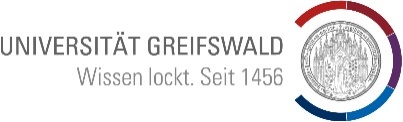 UNIVERSITÄT GREIFSWALD
Wissen lockt. Seit 1456